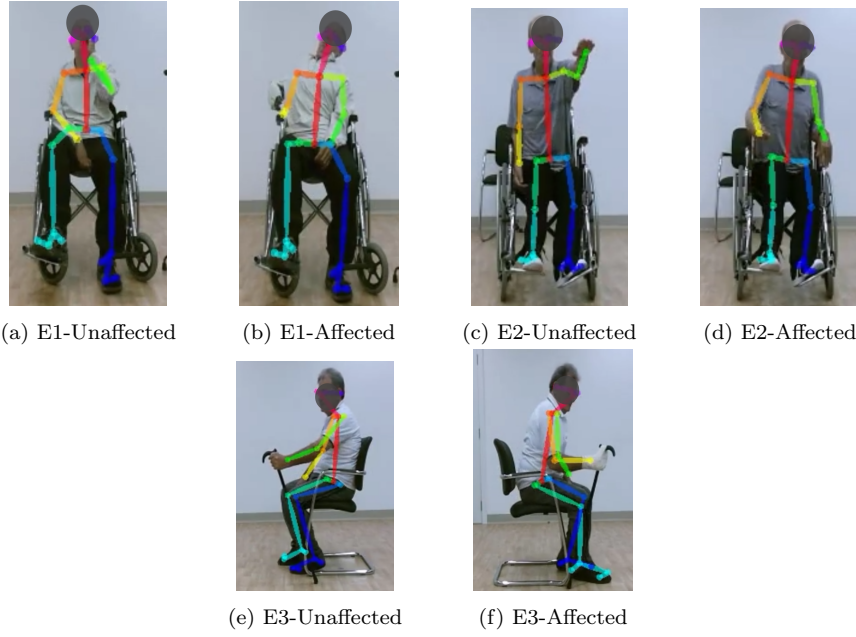 (a) E1-Unaffected
(b) E1-Affected
(c) E2-Unaffected
(d) E2-Affected
(e) E3-Unaffected
(f) E3-Affected